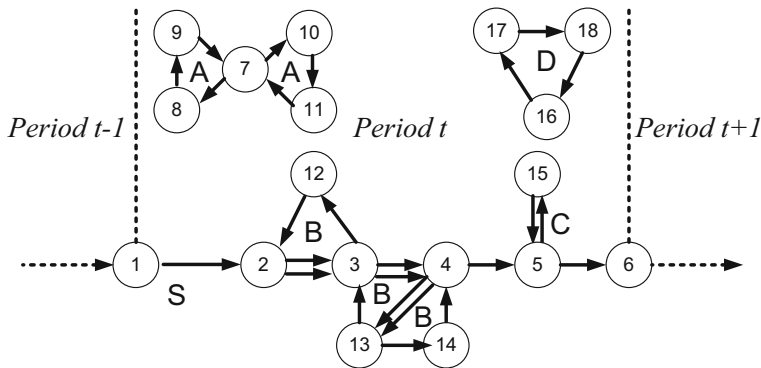 9 10 17 18
A 7 A D
8 11 16
Period t-1 Period t Period t+1
12 15
B C
1 2 3 4 5 6
S B B
13 14